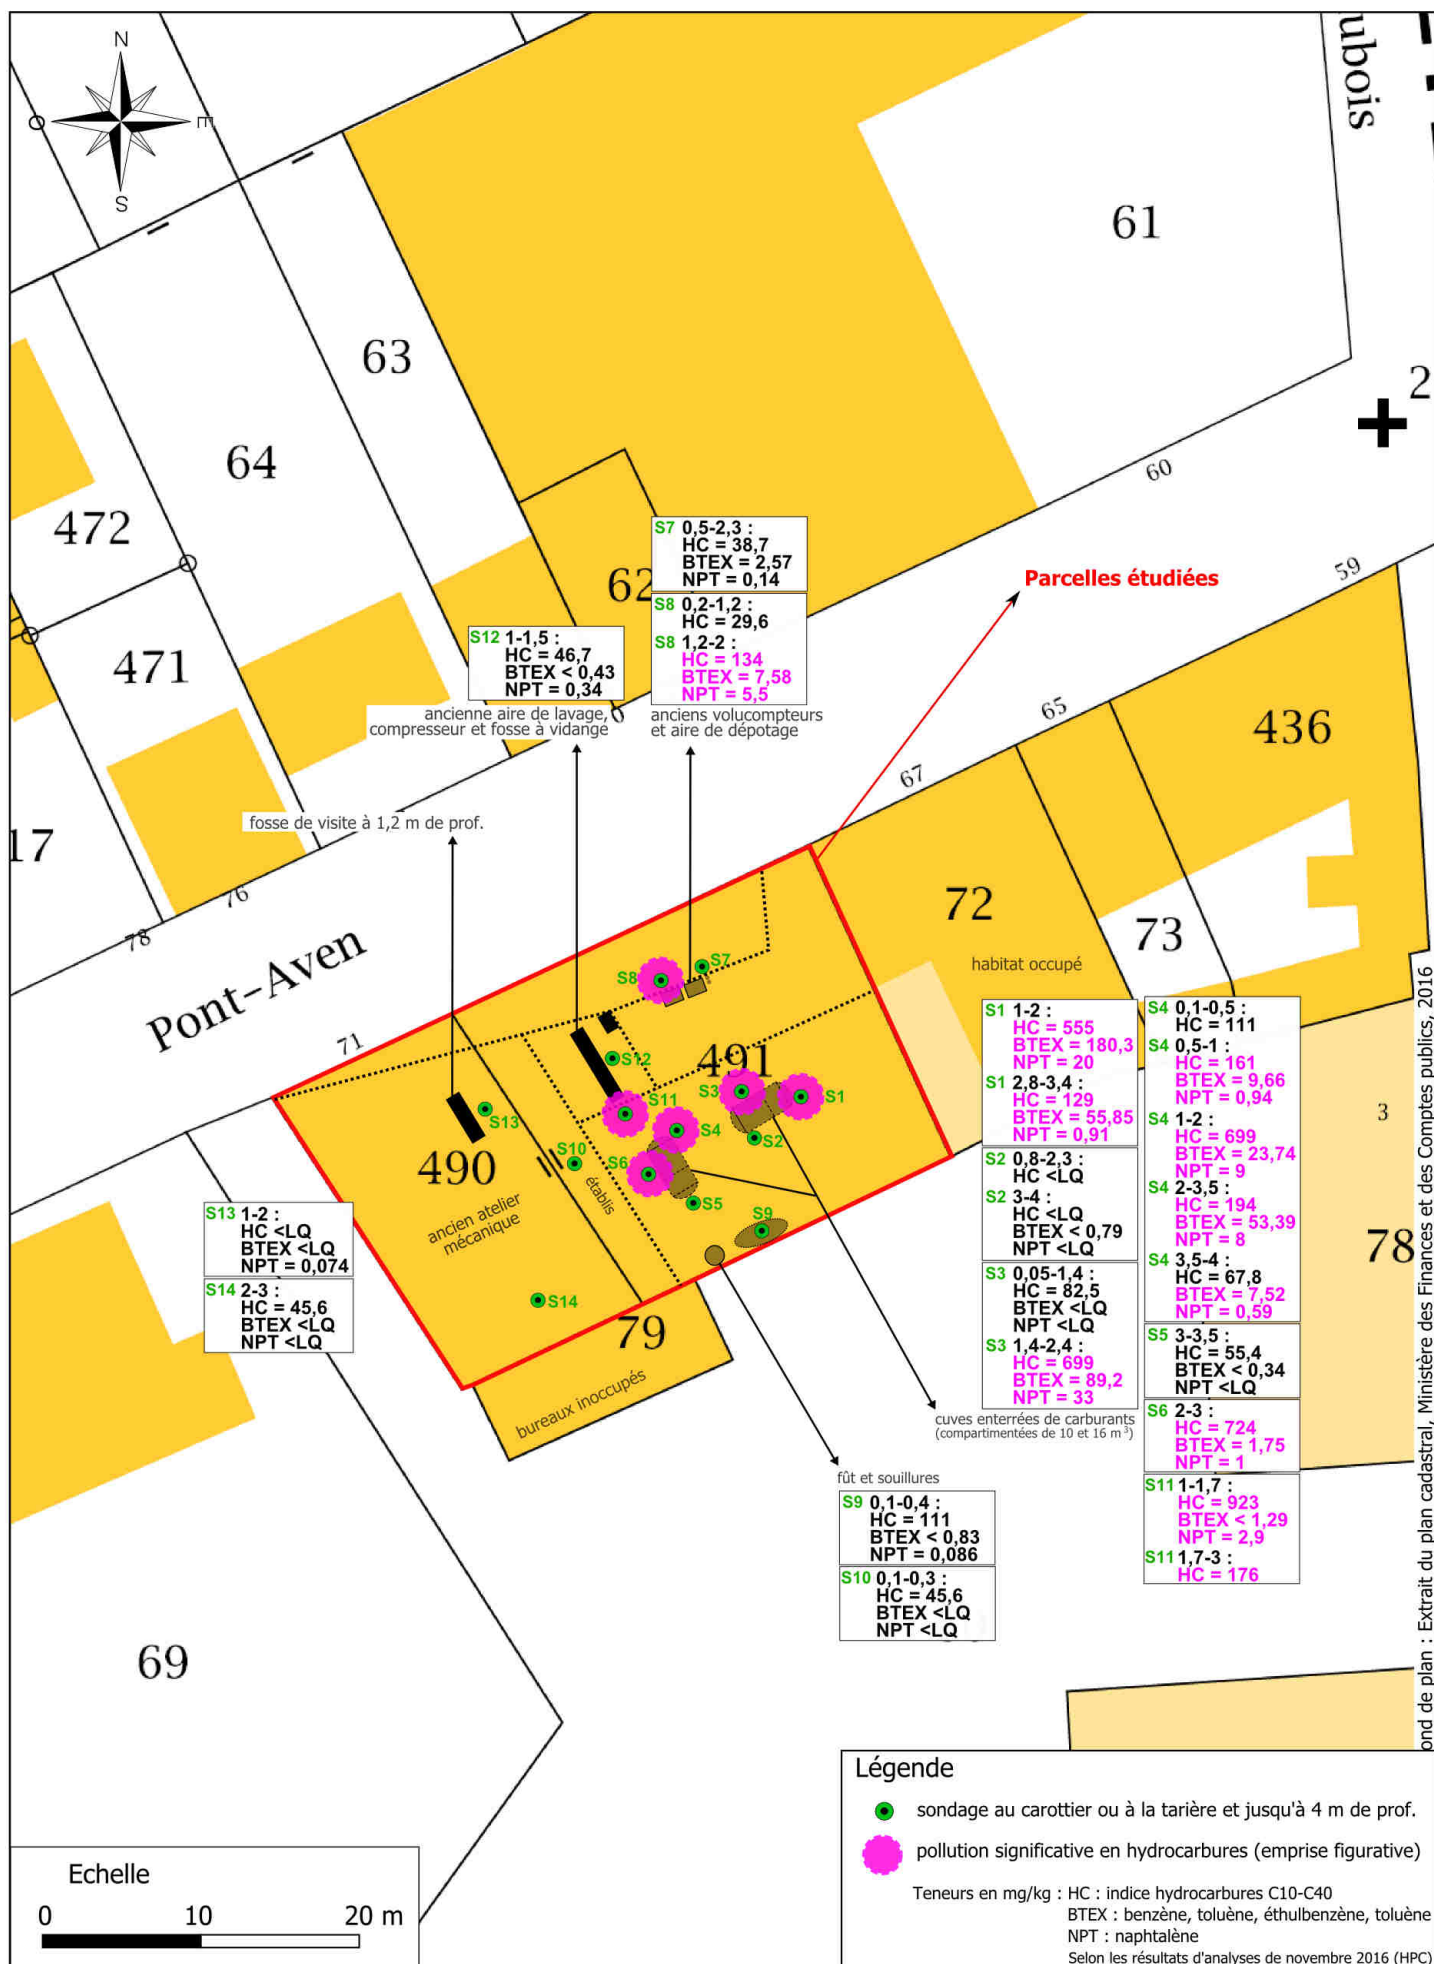 N
O
E
S
ubois
61
2
63
64
60
472
59
62
S7 0,5-2,3 :
HC = 38,7
BTEX = 2,57
NPT = 0,14
S8 0,2-1,2 :
HC = 29,6
S8 1,2-2 :
HC = 134
BTEX = 7,58
NPT = 5,5
anciens volucompteurs
et aire de dépotage
Parcelles étudiées
S12 1-1,5 :
HC = 46,7
BTEX < 0,43
NPT = 0,34
ancienne aire de lavage,
compresseur et fosse à vidange
471
65
436
67
fosse de visite à 1,2 m de prof.
17
76
78
72
73
habitat occupé
Pont-Aven
71
S8
S7
S12
491
S3
S1
S11
S13
S4
S2
S10
S6
490
établis
S5
ancien atelier
mécanique
S9
S14
79
bureaux inoccupés
3
78
S1 1-2 :
HC = 555
BTEX = 180,3
NPT = 20
S1 2,8-3,4 :
HC = 129
BTEX = 55,85
NPT = 0,91
S2 0,8-2,3 :
HC <LQ
S2 3-4 :
HC <LQ
BTEX < 0,79
NPT <LQ
S3 0,05-1,4 :
HC = 82,5
BTEX <LQ
NPT <LQ
S3 1,4-2,4 :
HC = 699
BTEX = 89,2
NPT = 33
cuves enterrées de carburants
(compartimentées de 10 et 16 m³)
S4 0,1-0,5 :
HC = 111
S4 0,5-1 :
HC = 161
BTEX = 9,66
NPT = 0,94
S4 1-2 :
HC = 699
BTEX = 23,74
NPT = 9
S4 2-3,5 :
HC = 194
BTEX = 53,39
NPT = 8
S4 3,5-4 :
HC = 67,8
BTEX = 7,52
NPT = 0,59
S5 3-3,5 :
HC = 55,4
BTEX < 0,34
NPT <LQ
S6 2-3 :
HC = 724
BTEX = 1,75
NPT = 1
S11 1-1,7 :
HC = 923
BTEX < 1,29
NPT = 2,9
S11 1,7-3 :
HC = 176
S13 1-2 :
HC <LQ
BTEX <LQ
NPT = 0,074
S14 2-3 :
HC = 45,6
BTEX <LQ
NPT <LQ
fût et souillures
S9 0,1-0,4 :
HC = 111
BTEX < 0,83
NPT = 0,086
S10 0,1-0,3 :
HC = 45,6
BTEX <LQ
NPT <LQ
69
ond de plan : Extrait du plan cadastral, Ministère des Finances et des Comptes publics, 2016
Légende
sondage au carottier ou à la tarière et jusqu'à 4 m de prof.
pollution significative en hydrocarbures (emprise figurative)
Teneurs en mg/kg : HC : indice hydrocarbures C10-C40
BTEX : benzène, toluène, éthulbenzène, toluène
NPT : naphtalène
Selon les résultats d'analyses de novembre 2016 (HPC)
Echelle
0 10 20 m